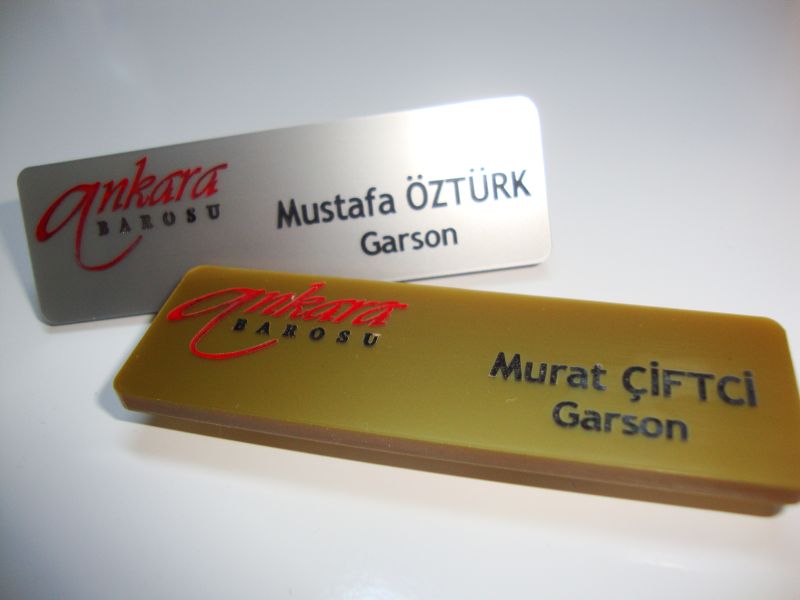 ankara
BAROSU
Mustafa ÖZTÜRK
Garson
ankara
BAROSU
Murat ÇİFTCİ
Garson